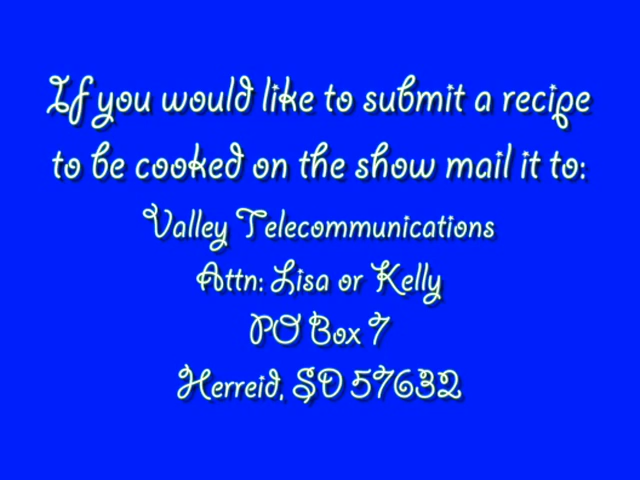 If you would like to submit a recipe
to be cooked on the show mail it to:
Valley Telecommunications
Attn: Lisa or Kelly
PO Box 7
Herreid, SD 57632